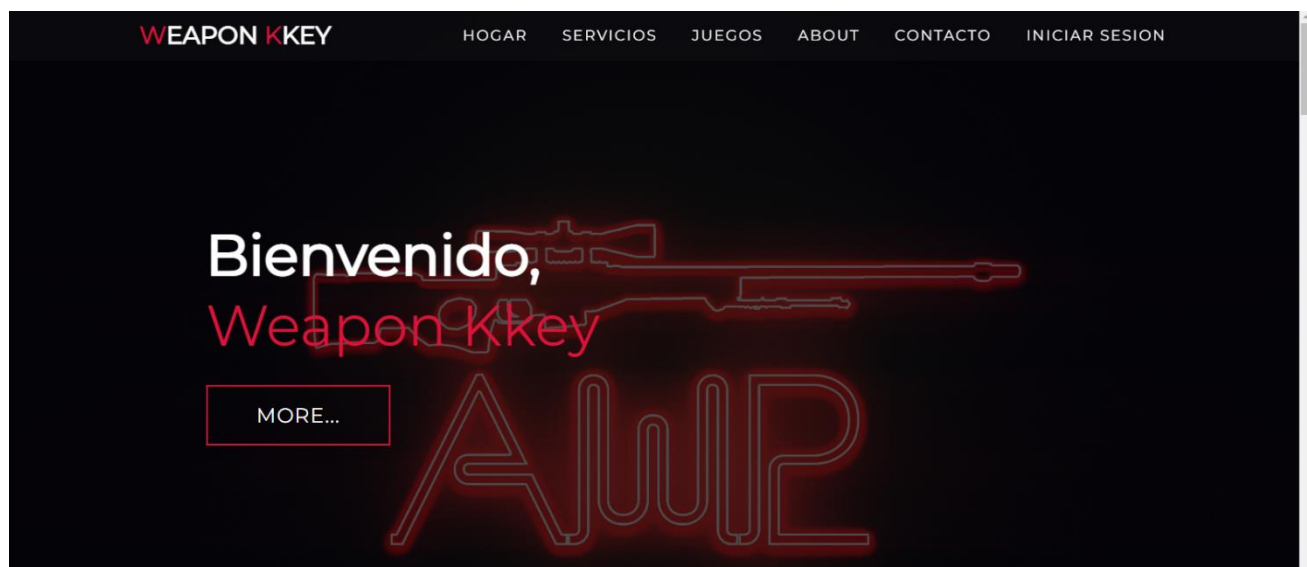 WEAPON KKEY
HOGAR SERVICIOS JUEGOS ABOUT CONTACTO INICIAR SESION
Bienvenido,
Weapon Kkey
MORE...
AWP